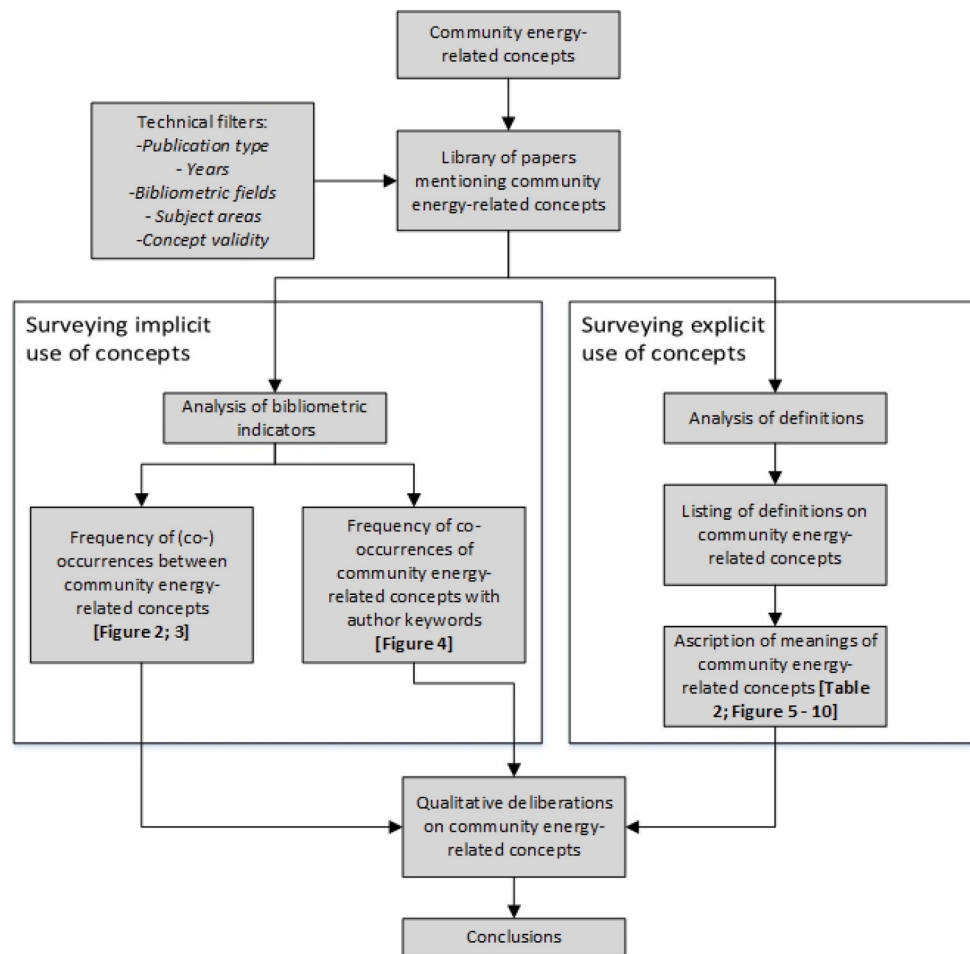 Community energy-
related concepts
Technical filters:
-Publication type
- Years
-Bibliometric fields
- Subject areas
-Concept validity
Library of papers
mentioning community
energy-related concepts
Surveying implicit
use of concepts
Analysis of bibliometric
indicators
Frequency of (co-)
occurrences between
community energy-
related concepts
[Figure 2; 3]
Frequency of co-
occurrences of
community energy-
related concepts with
author keywords
[Figure 4]
Surveying explicit
use of concepts
Analysis of definitions
Listing of definitions on
community energy-
related concepts
Ascription of meanings of
community energy-
related concepts [Table
2; Figure 5 - 10]
Qualitative deliberations
on community energy-
related concepts
Conclusions